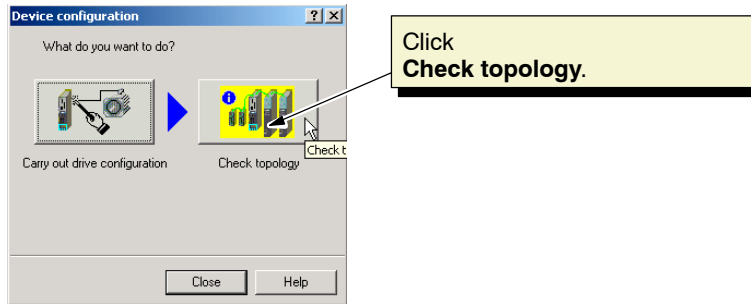 Device configuration
What do you want to do?
Carry out drive configuration
Check topology
Check t
Close
Help
Click
Check topology.